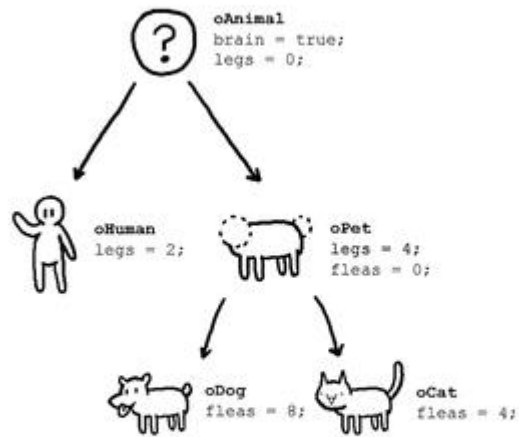 ?
oAnimal
brain = true;
legs = 0;
oHuman
legs = 2;
oPet
legs = 4;
fleas = 0;
oDog
fleas = 8;
oCat
fleas = 4;